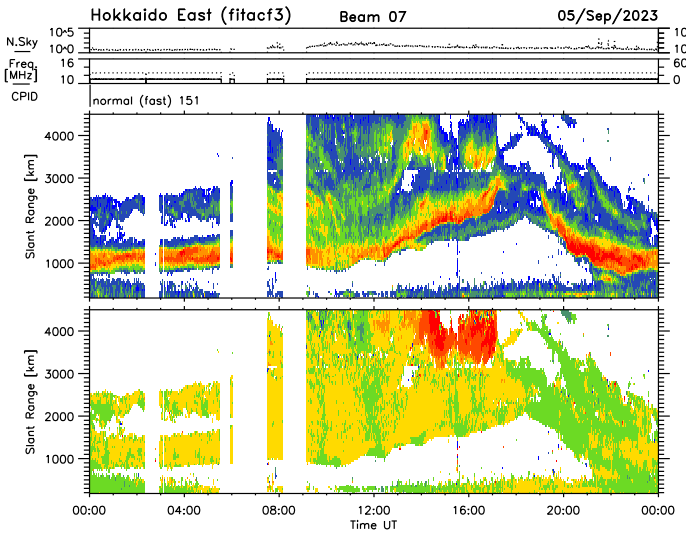 Hokkaido East (fitacf3) Beam 07 05/Sep/2023
N.Sky
10^5
10^0
Freq.
[MHz]
16
10
60
0
CPID
normal (fast) 151
Slant Range [km]
4000
3000
2000
1000
Slant Range [km]
4000
3000
2000
1000
00:00 04:00 08:00 12:00 16:00 20:00 00:00
Time UT